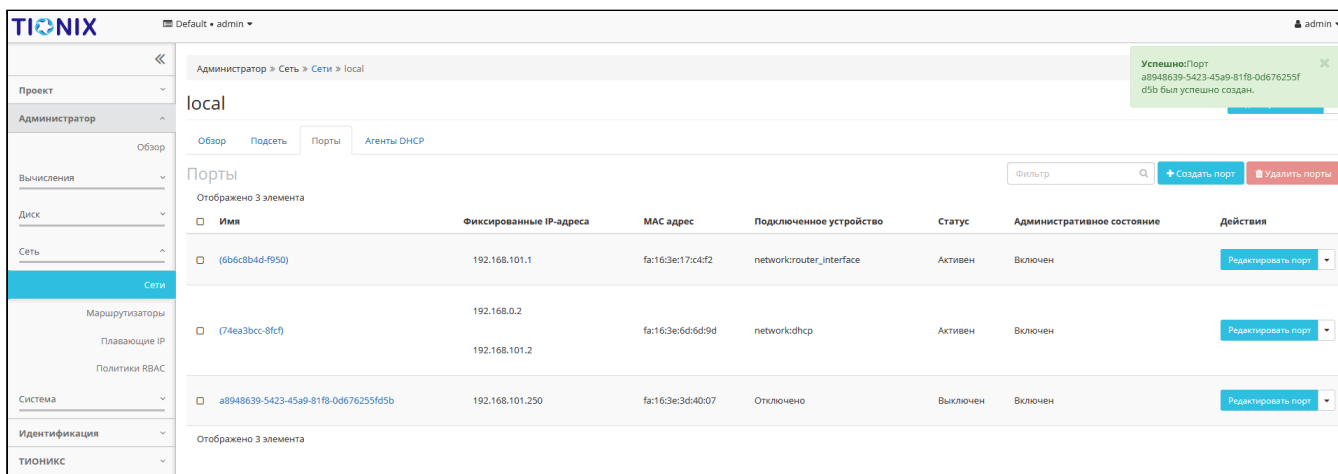 TIONIX
Default • admin
admin
Администратор » Сеть » Сети » local
Успешно:Порт
a8948639-5423-45a9-81f8-0d676255f
d5b был успешно создан.
Проект
Администратор
Обзор
Вычисления
Диск
Сеть
Сети
Маршрутизаторы
Плавающие IP
Политики RBAC
Система
Идентификация
ТИОНИКС
local
Обзор Подсеть Порты Агенты DHCP
Порты
Фильтр
Создать порт Удалить порты
Отображено 3 элемента
Имя Фиксированные IP-адреса MAC адрес Подключенное устройство Статус Административное состояние Действия
(6b6c8b4d-f950) 192.168.101.1 fa:16:3e:17:c4:f2 network:router_interface Активен Включен Редактировать порт
192.168.0.2
(74ea3bcc-8fcf) fa:16:3e:6d:6d:9d network:dhcp Активен Включен Редактировать порт
192.168.101.2
a8948639-5423-45a9-81f8-0d676255fd5b 192.168.101.250 fa:16:3e:3d:40:07 Отключено Выключен Включен Редактировать порт
Отображено 3 элемента